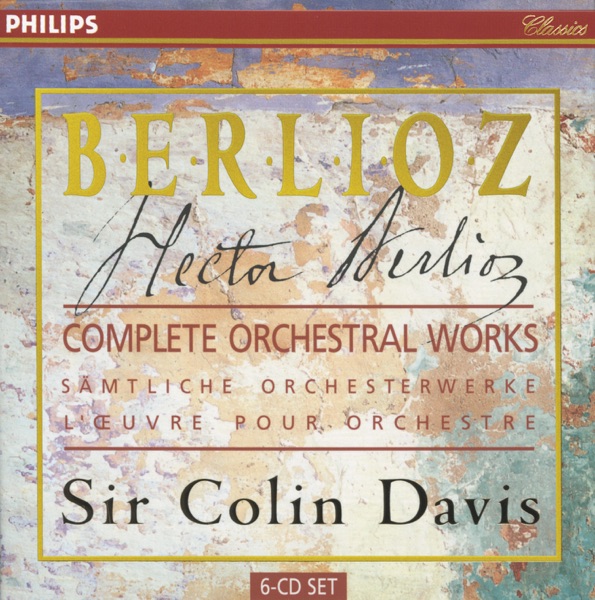 PHILIPS
Classics
B·E·R·L·I·O·Z
Hector Berlioz
COMPLETE ORCHESTRAL WORKS
SÄMTLICHE ORCHESTERWERKE
L'ŒUVRE POUR ORCHESTRE
Sir Colin Davis
6-CD SET